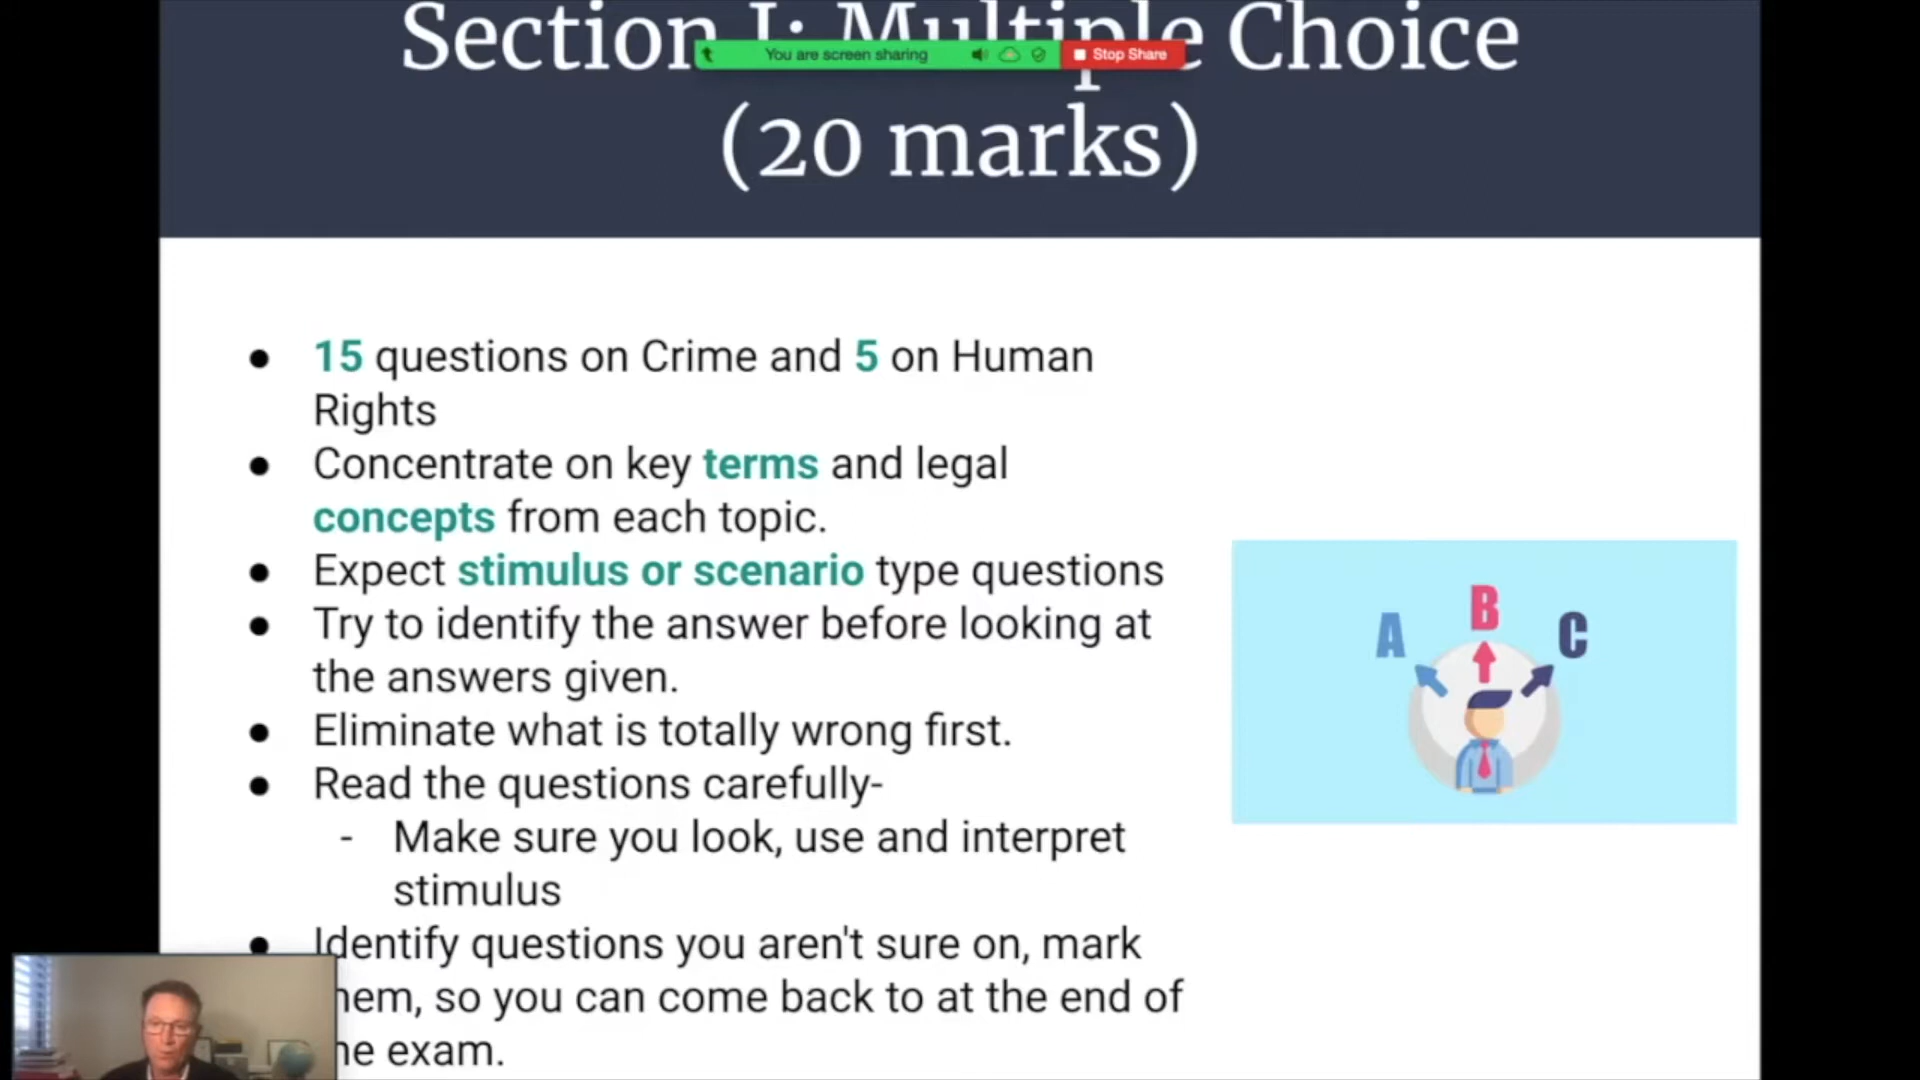 Section I: Multiple Choice
You are screen sharing
Stop Share
(20 marks)
● 15 questions on Crime and 5 on Human
Rights
● Concentrate on key terms and legal
concepts from each topic.
● Expect stimulus or scenario type questions
● Try to identify the answer before looking at
the answers given.
● Eliminate what is totally wrong first.
● Read the questions carefully-
- Make sure you look, use and interpret
stimulus
● Identify questions you aren't sure on, mark
hem, so you can come back to at the end of
he exam.
A B C